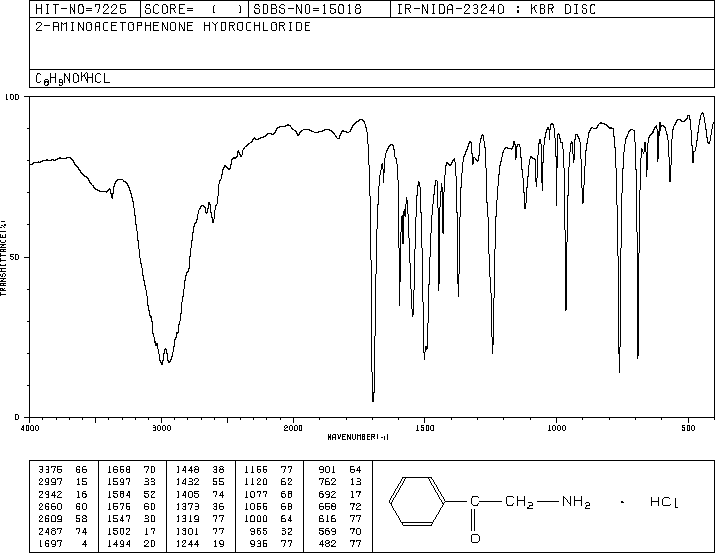 HIT-NO=7225 SCORE= ( ) SDBS-NO=15018 IR-NIDA-23240 : KBR DISC
2-AMINOACETOPHENONE HYDROCHLORIDE
C8H9NO·HCL
100
50
0
TRANSMITTANCE(%)
4000 3000 2000 1500 1000 500
WAVENUMBER(-1)
3375 66 1658 70 1448 38 1155 77 901 64
2997 15 1597 33 1432 55 1120 62 762 13
2942 16 1584 52 1405 74 1077 68 692 17
2660 60 1576 60 1373 36 1056 68 658 72
2609 58 1547 30 1319 77 1000 64 616 77
2487 74 1502 17 1301 77 965 32 569 70
1697 4 1494 20 1244 19 936 77 482 77
C CH2 NH2 · HCl
O